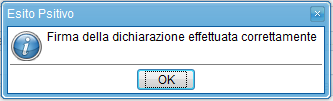 Esito Psitivo
Firma della dichiarazione effettuata correttamente
OK